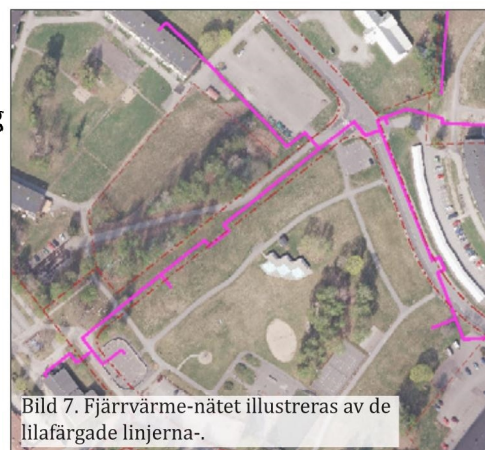 g
Bild 7. Fjärrvärme-nätet illustreras av de
lilafärgade linjerna-.